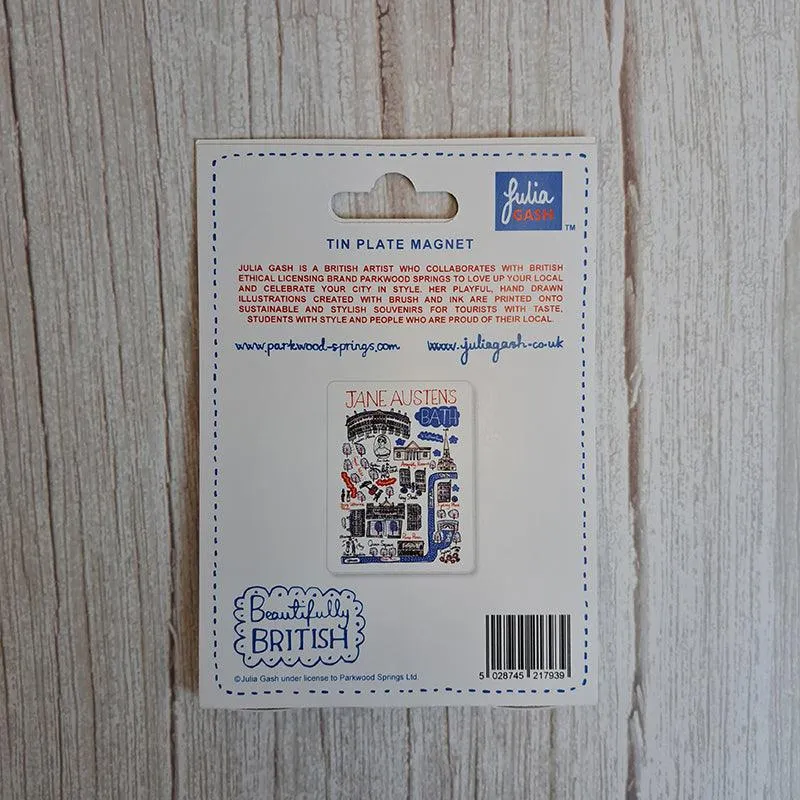 Julia
GASH
TM
TIN PLATE MAGNET
JULIA GASH IS A BRITISH ARTIST WHO COLLABORATES WITH BRITISH
ETHICAL LICENSING BRAND PARKWOOD SPRINGS TO LOVE UP YOUR LOCAL
AND CELEBRATE YOUR CITY IN STYLE. HER PLAYFUL, HAND DRAWN
ILLUSTRATIONS CREATED WITH BRUSH AND INK ARE PRINTED ONTO
SUSTAINABLE AND STYLISH SOUVENIRS FOR TOURISTS WITH TASTE,
STUDENTS WITH STYLE AND PEOPLE WHO ARE PROUD OF THEIR LOCAL.
www.parkwood-springs.com www.juliagash.co.uk
JANE AUSTEN'S
BATH
Beautifully
BRITISH
©Julia Gash under license to Parkwood Springs Ltd.
5 028745 217939